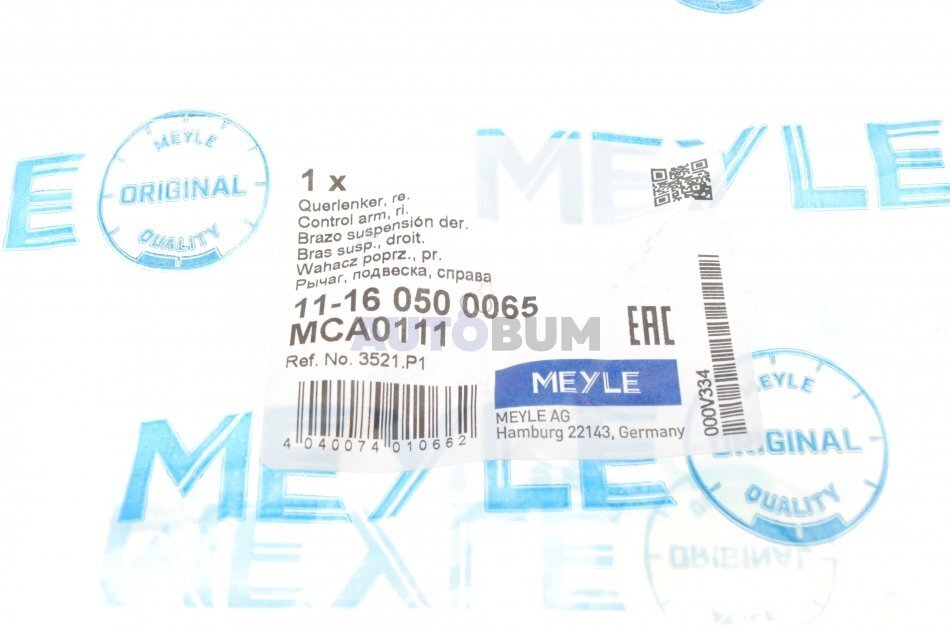 MEYLE
ORIGINAL
QUALITY
E
MEYLE
1 x
Querlenker, re.
Control arm, ri.
Brazo suspensión der.
Bras susp., droit.
Wahacz poprz., pr.
Рычаг, подвеска, справа
11-16 050 0065
MCA0111
AUTOBUM
EAC
Ref. No. 3521.P1
MEYLE
MEYLE AG
Hamburg 22143, Germany
4 040074 010662
000V334
MEYLE
MEYLE
ORIGINAL
QUALITY
MEYLE
ORIGINAL